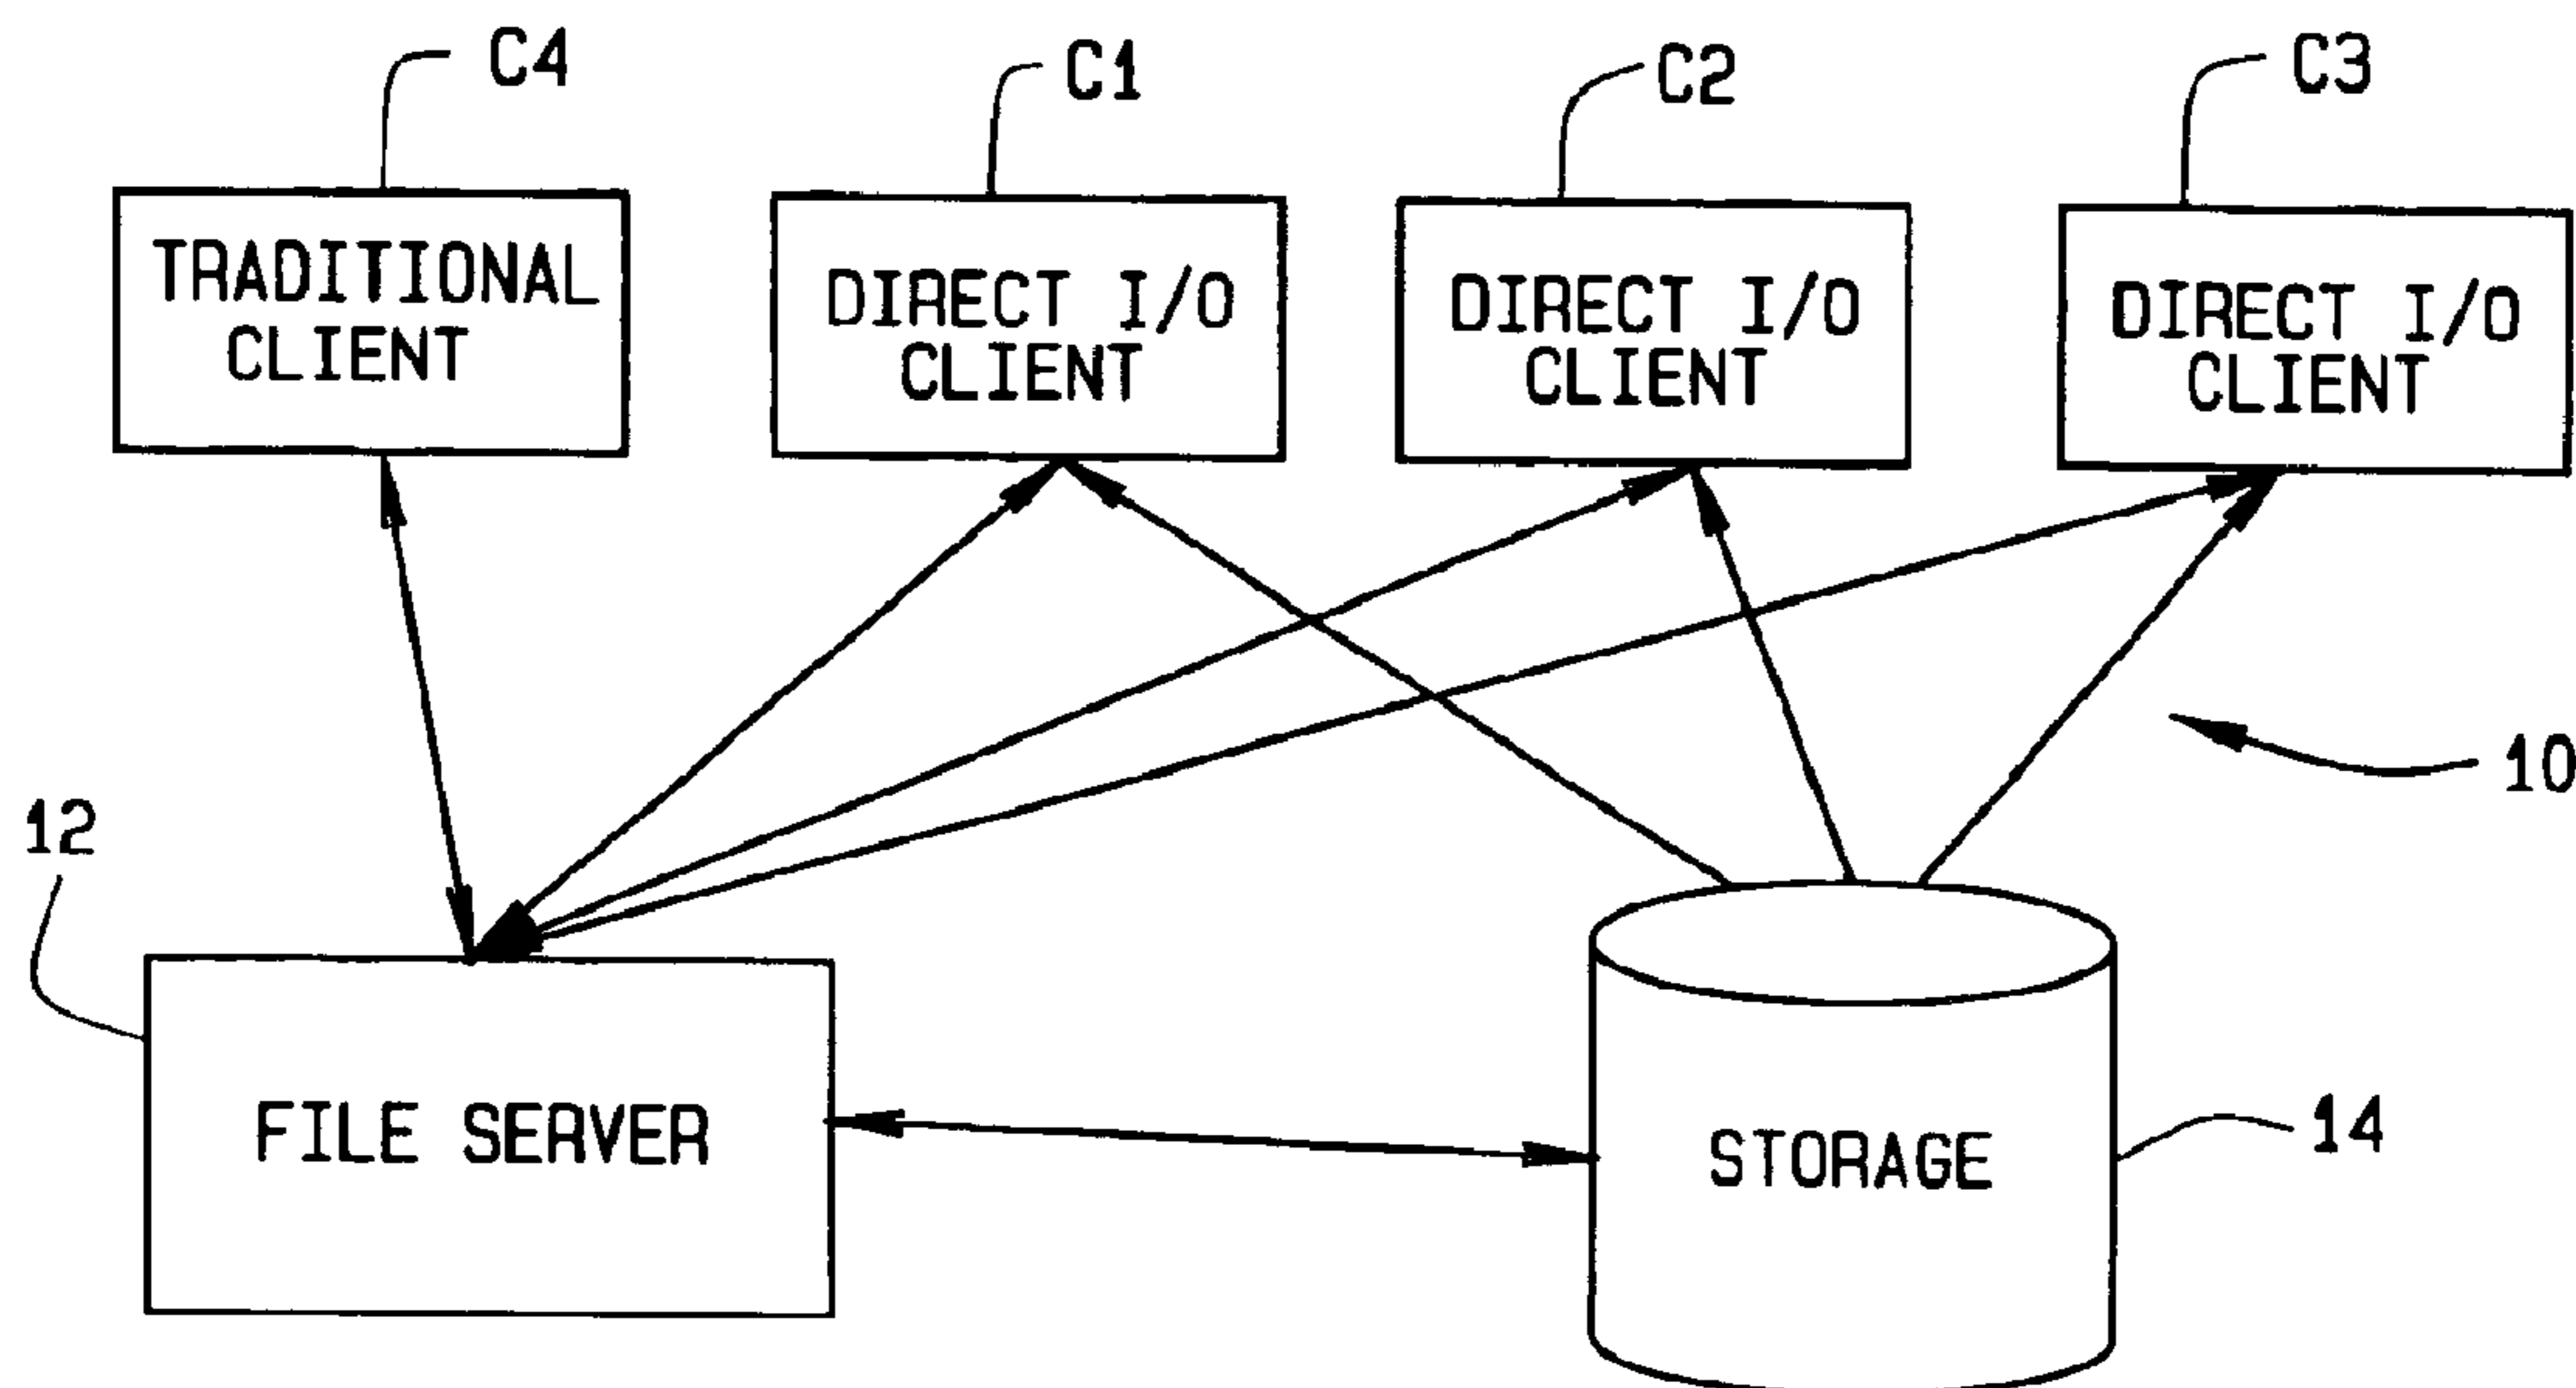 C4
C1
C2
C3
TRADITIONAL
CLIENT
DIRECT I/O
CLIENT
DIRECT I/O
CLIENT
DIRECT I/O
CLIENT
10
12
FILE SERVER
STORAGE
14